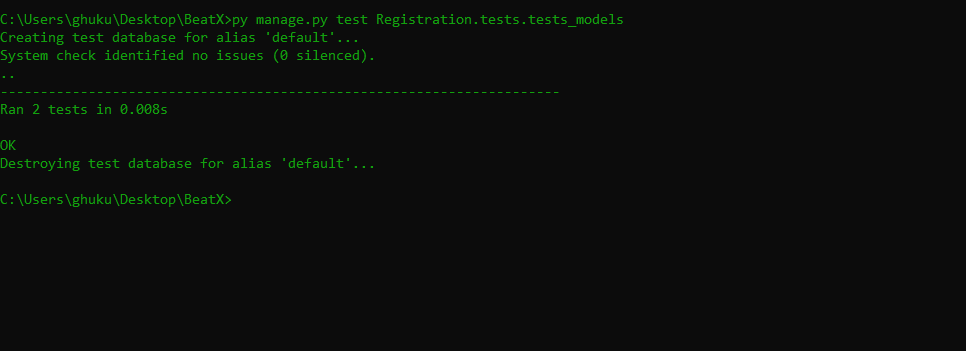 C:\Users\ghuku\Desktop\BeatX>py manage.py test Registration.tests.tests_models
Creating test database for alias 'default'...
System check identified no issues (0 silenced).
..
----------------------------------------------------------------------
Ran 2 tests in 0.008s
OK
Destroying test database for alias 'default'...
C:\Users\ghuku\Desktop\BeatX>